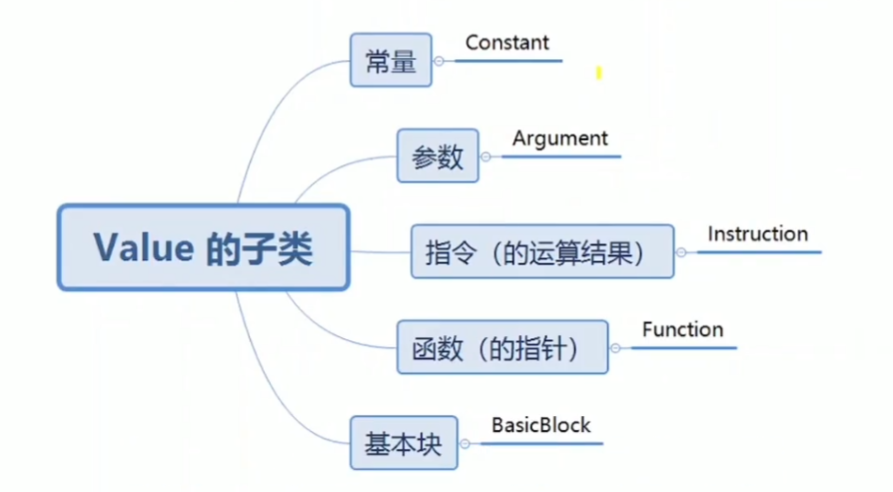 常量
Constant
参数
Argument
Value 的子类
指令（的运算结果）
Instruction
函数（的指针）
Function
基本块
BasicBlock